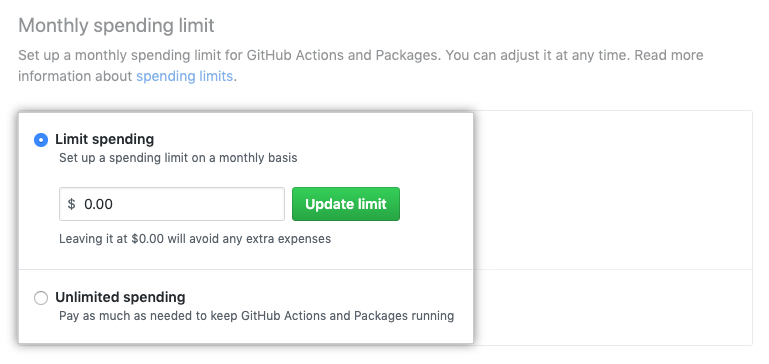 Monthly spending limit
Set up a monthly spending limit for GitHub Actions and Packages. You can adjust it at any time. Read more
information about spending limits.
Limit spending
Set up a spending limit on a monthly basis
$ 0.00
Update limit
Leaving it at $0.00 will avoid any extra expenses
Unlimited spending
Pay as much as needed to keep GitHub Actions and Packages running